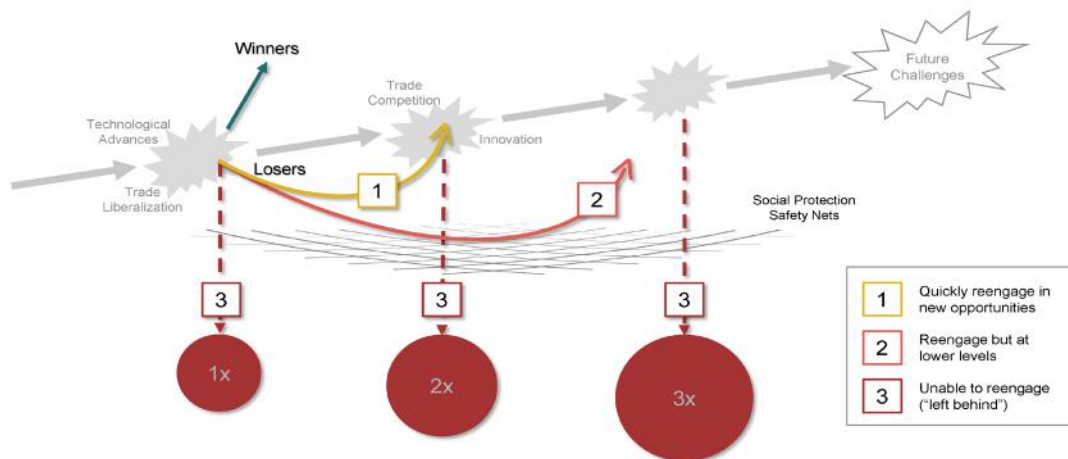 Winners
Technological
Advances
Trade
Liberalization
Losers
Trade
Competition
Innovation
Future
Challenges
1
2
Social Protection
Safety Nets
3
3
3
1x
2x
3x
1 Quickly reengage in
new opportunities
2 Reengage but at
lower levels
3 Unable to reengage
(“left behind”)